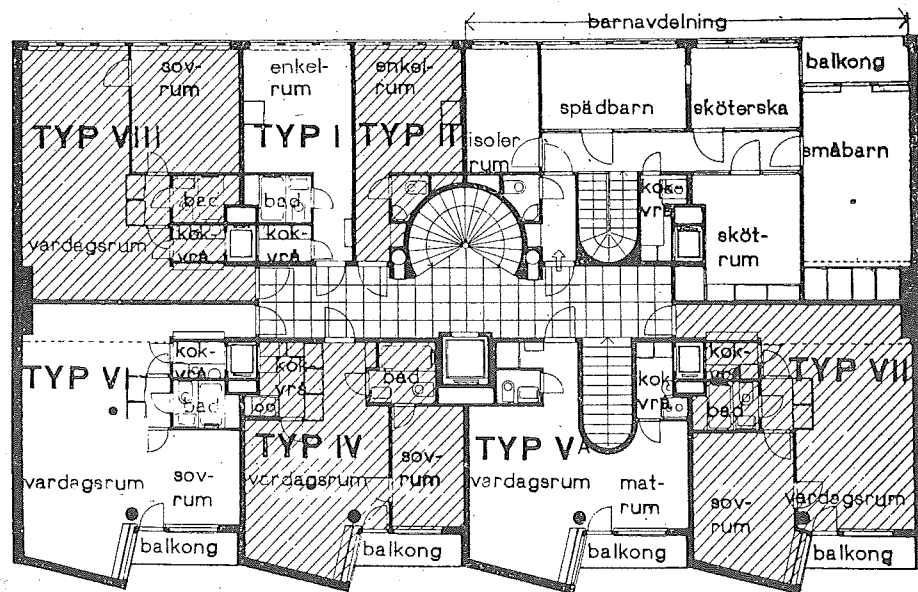 barnavdelning
sov-
rum
enkel-
rum
enkel-
rum
balkong
spädbarn
sköterska
TYP VIII
TYP I
TYP II
isoler
rum
småbarn
bad
bad
kok-
vrå
vardagsrum
kok-
vrå
kok-
vrå
sköt-
rum
kok-
vrå
kok-
vrå
bad
kok-
vrå
kok-
TYP VI
bad
TYP VII
bad
TYP IV
TYP VA
vardagsrum
sov-
rum
vardagsrum
sov-
rum
vardagsrum
mat-
rum
sov-
rum
vardagsrum
balkong
balkong
balkong
balkong